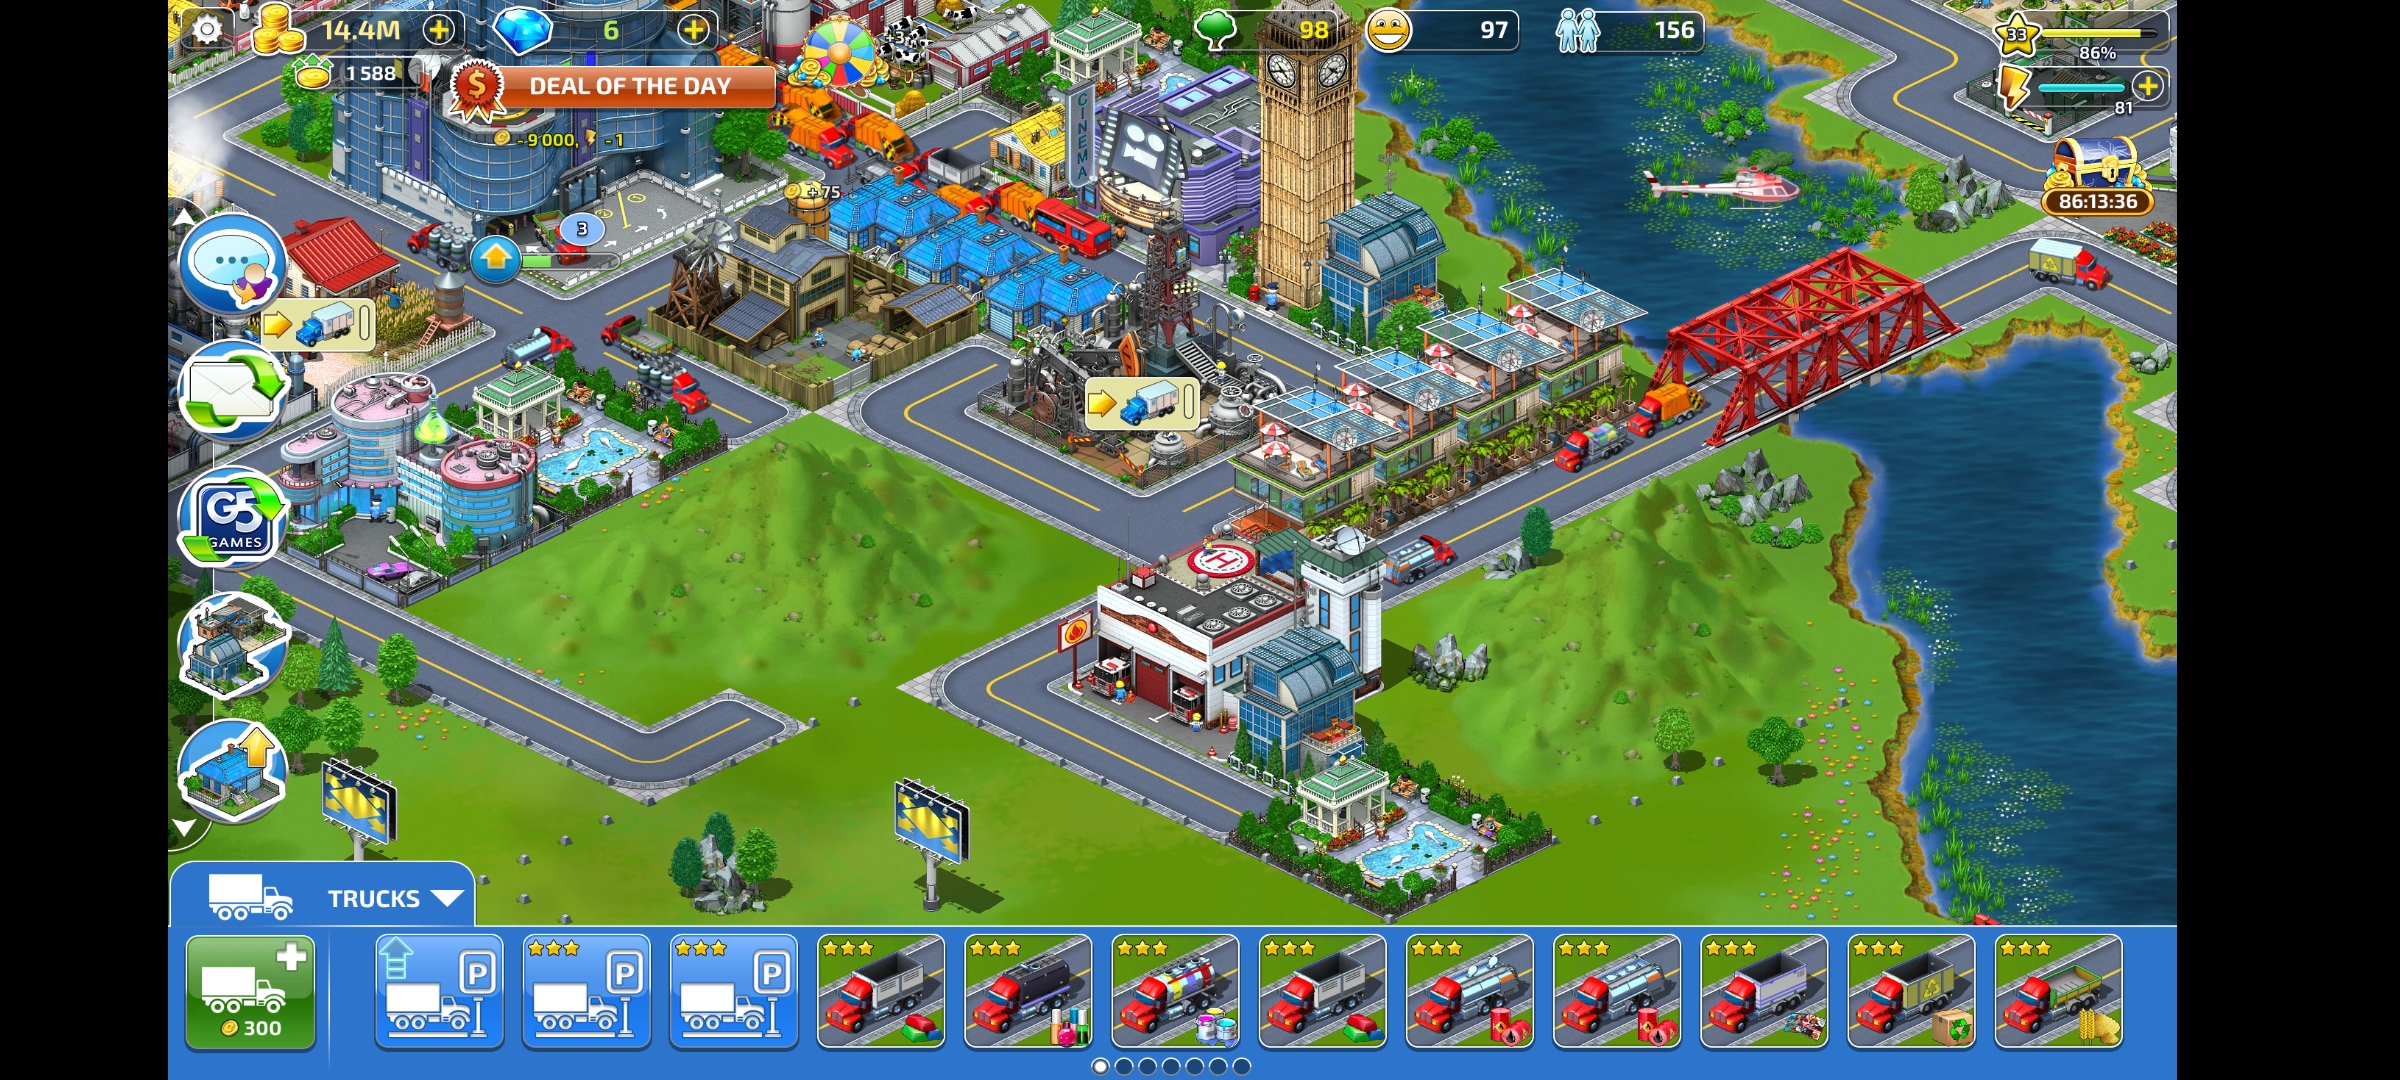 14.4M
6
98
97
156
33
86%
1 588
DEAL OF THE DAY
81
- 9 000, - 1
+3
+75
CINEMA
86:13:36
3
G5
GAMES
H
TRUCKS
P
P
P
300